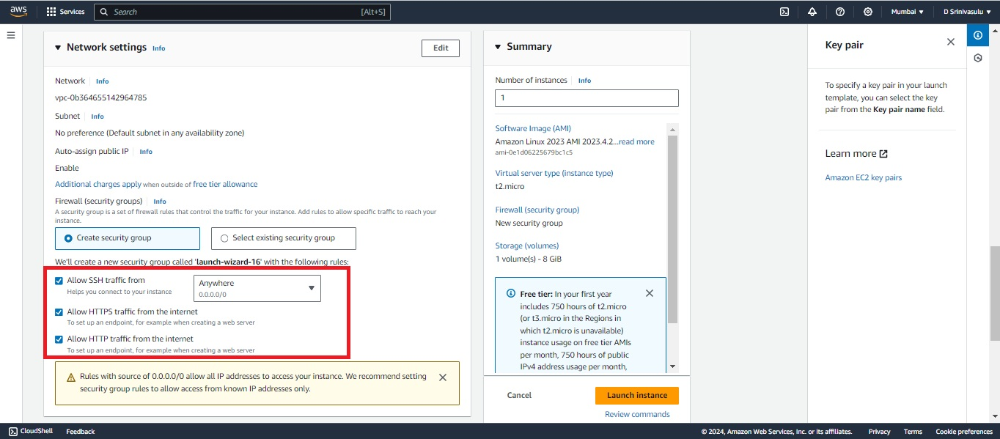 aws
Services
Search
[Alt+S]
Mumbai
D Srinivasulu
Network settings Info
Edit
Network Info
vpc-0b364655142964785
Subnet Info
No preference (Default subnet in any availability zone)
Auto-assign public IP Info
Enable
Additional charges apply when outside of free tier allowance
Firewall (security groups) Info
A security group is a set of firewall rules that control the traffic for your instance. Add rules to allow specific traffic to reach your
instance.
Create security group
Select existing security group
We'll create a new security group called 'launch-wizard-16' with the following rules:
Allow SSH traffic from
Helps you connect to your instance
Anywhere
0.0.0.0/0
Allow HTTPS traffic from the internet
To set up an endpoint, for example when creating a web server
Allow HTTP traffic from the internet
To set up an endpoint, for example when creating a web server
Rules with source of 0.0.0.0/0 allow all IP addresses to access your instance. We recommend setting
security group rules to allow access from known IP addresses only.
Summary
Number of instances Info
1
Software Image (AMI)
Amazon Linux 2023 AMI 2023.4.2...read more
ami-0e1d06225679bc1c5
Virtual server type (instance type)
t2.micro
Firewall (security group)
New security group
Storage (volumes)
1 volume(s) - 8 GiB
Free tier: In your first year
includes 750 hours of t2.micro
(or t3.micro in the Regions in
which t2.micro is unavailable)
instance usage on free tier AMIs
per month, 750 hours of public
IPv4 address usage per month,
Cancel
Launch instance
Review commands
Key pair
To specify a key pair in your launch
template, you can select the key
pair from the Key pair name field.
Learn more
Amazon EC2 key pairs
CloudShell
Feedback
© 2024, Amazon Web Services, Inc. or its affiliates.
Privacy
Terms
Cookie preferences